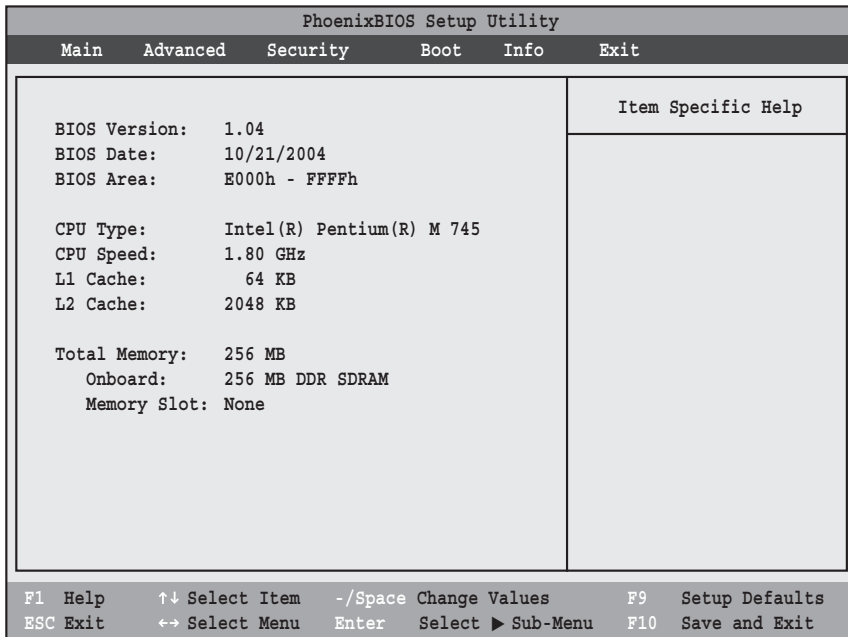 PhoenixBIOS Setup Utility
Main Advanced Security Boot Info Exit
Item Specific Help
BIOS Version: 1.04
BIOS Date: 10/21/2004
BIOS Area: E000h - FFFFh
CPU Type: Intel(R) Pentium(R) M 745
CPU Speed: 1.80 GHz
L1 Cache: 64 KB
L2 Cache: 2048 KB
Total Memory: 256 MB
Onboard: 256 MB DDR SDRAM
Memory Slot: None
F1 Help ↑↓ Select Item -/Space Change Values F9 Setup Defaults
ESC Exit ←→ Select Menu Enter Select ▶ Sub-Menu F10 Save and Exit